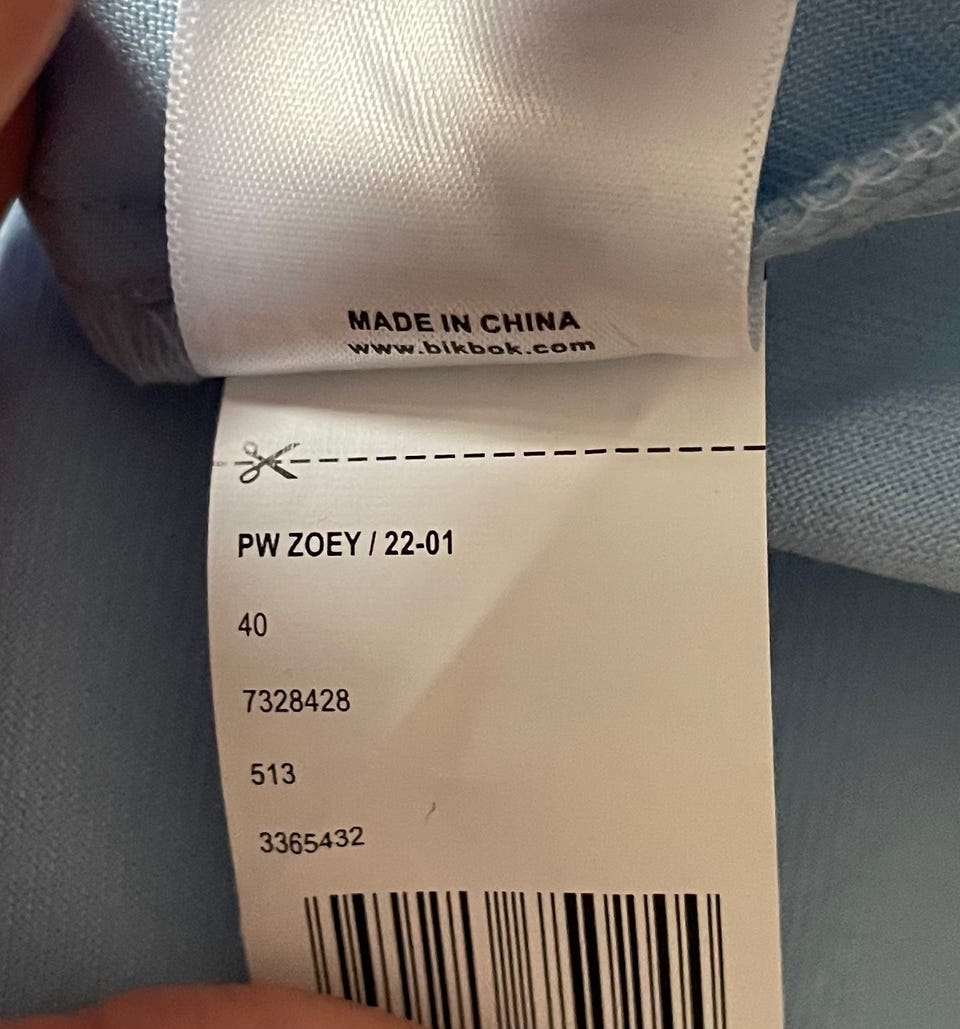 MADE IN CHINA
www.bikbok.com
PW ZOEY / 22-01
40
7328428
513
3365432